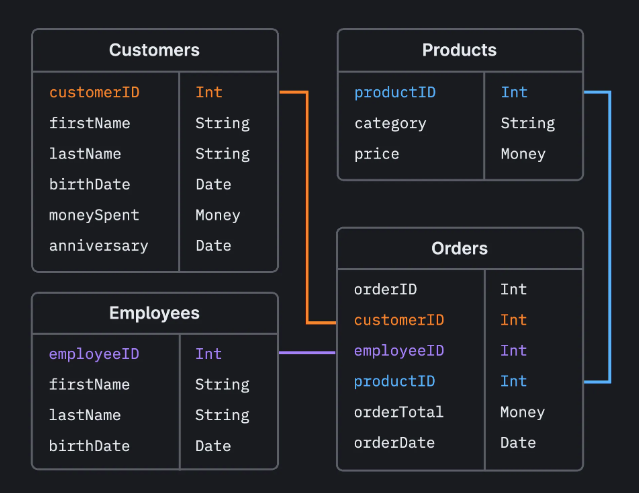 Customers
customerID Int
firstName String
lastName String
birthDate Date
moneySpent Money
anniversary Date
Products
productID Int
category String
price Money
Employees
employeeID Int
firstName String
lastName String
birthDate Date
Orders
orderID Int
customerID Int
employeeID Int
productID Int
orderTotal Money
orderDate Date